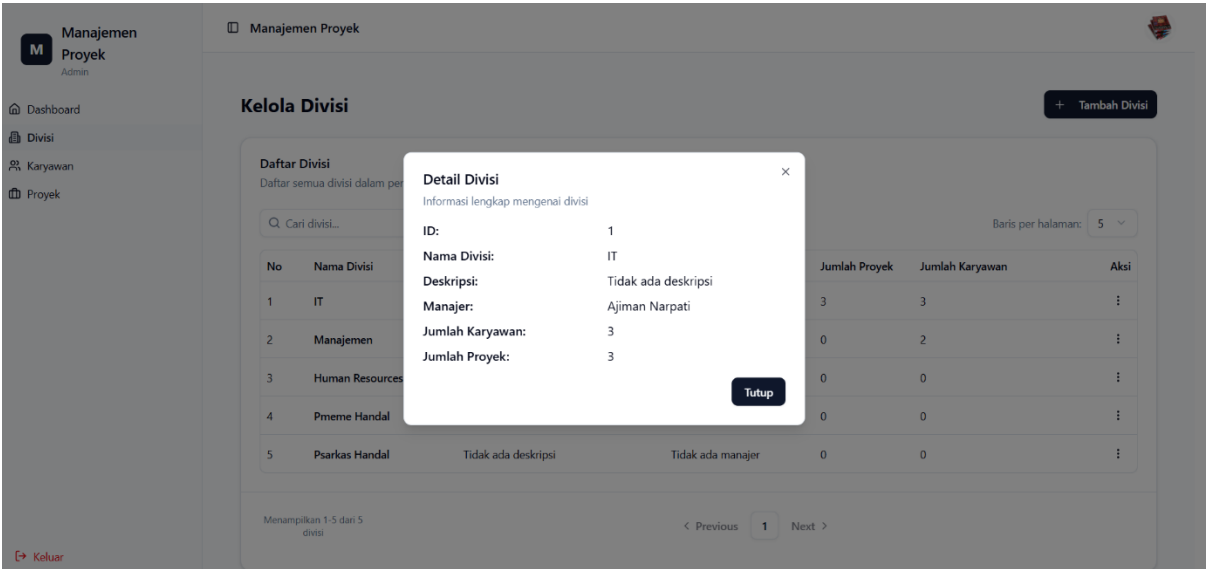 M
Manajemen
Proyek
Admin
Dashboard
Divisi
Karyawan
Proyek
Keluar
Manajemen Proyek
Kelola Divisi
+ Tambah Divisi
Daftar Divisi
Daftar semua divisi dalam per
Cari divisi...
Baris per halaman: 5
No Nama Divisi Jumlah Proyek Jumlah Karyawan Aksi
1 IT 3 3
2 Manajemen 0 2
3 Human Resources 0 0
4 Pmeme Handal 0 0
5 Psarkas Handal Tidak ada deskripsi Tidak ada manajer 0 0
Menampilkan 1-5 dari 5
divisi
< Previous 1 Next >
Detail Divisi
Informasi lengkap mengenai divisi
ID: 1
Nama Divisi: IT
Deskripsi: Tidak ada deskripsi
Manajer: Ajiman Narpati
Jumlah Karyawan: 3
Jumlah Proyek: 3
Tutup